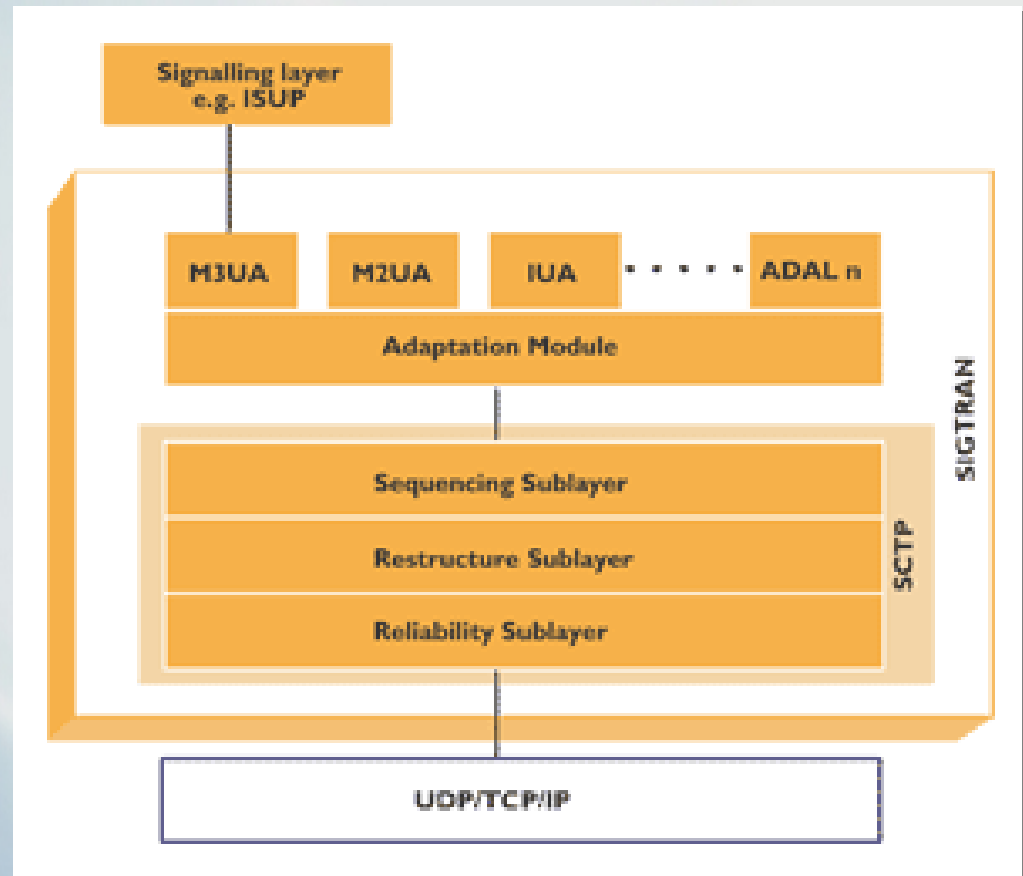 Signalling layer
e.g. ISUP
M3UA
M2UA
IUA
ADAL n
Adaptation Module
Sequencing Sublayer
Restructure Sublayer
Reliability Sublayer
SCTP
SIGTRAN
UDP/TCP/IP